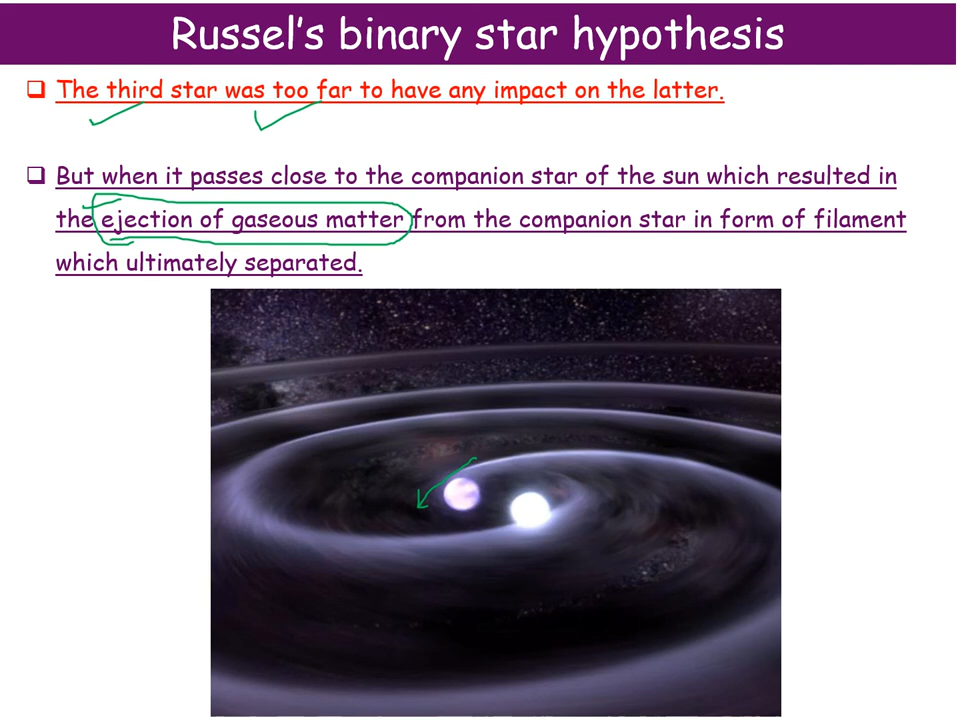 Russel's binary star hypothesis
The third star was too far to have any impact on the latter.
But when it passes close to the companion star of the sun which resulted in
the ejection of gaseous matter from the companion star in form of filament
which ultimately separated.